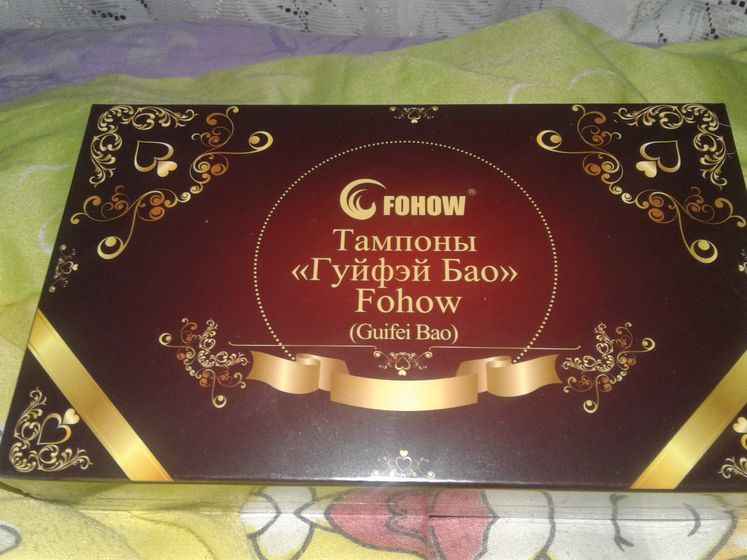 FOHOW®
Тампоны
«Гуйфэй Бао»
Fohow
(Guifei Bao)